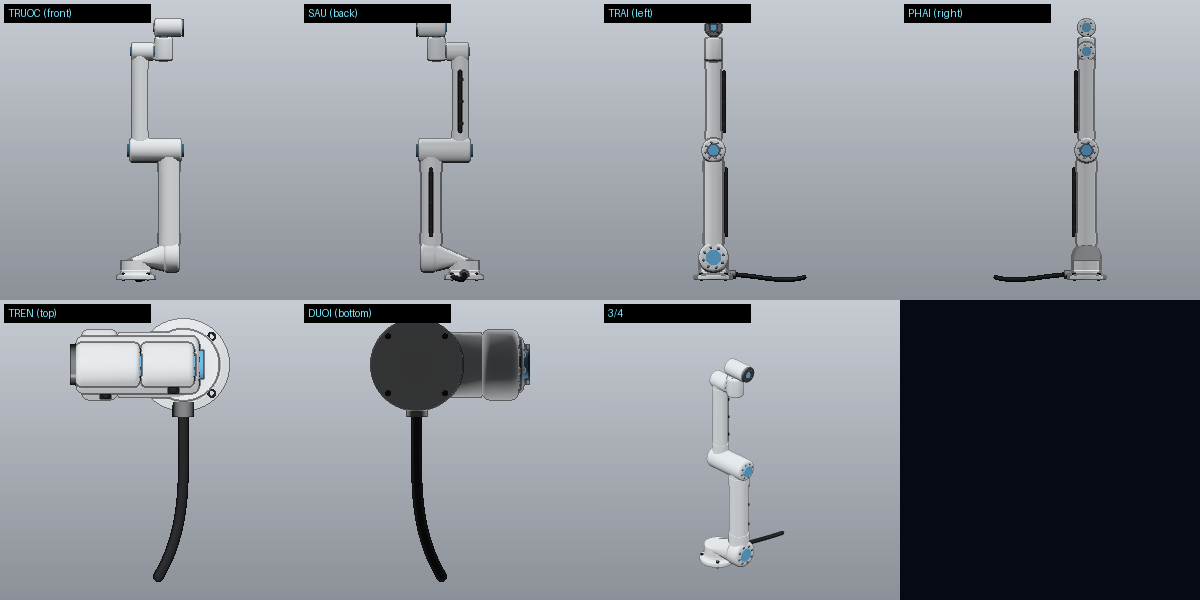 TRUOC (front)
SAU (back)
TRAI (left)
PHAI (right)
TREN (top)
DUOI (bottom)
3/4